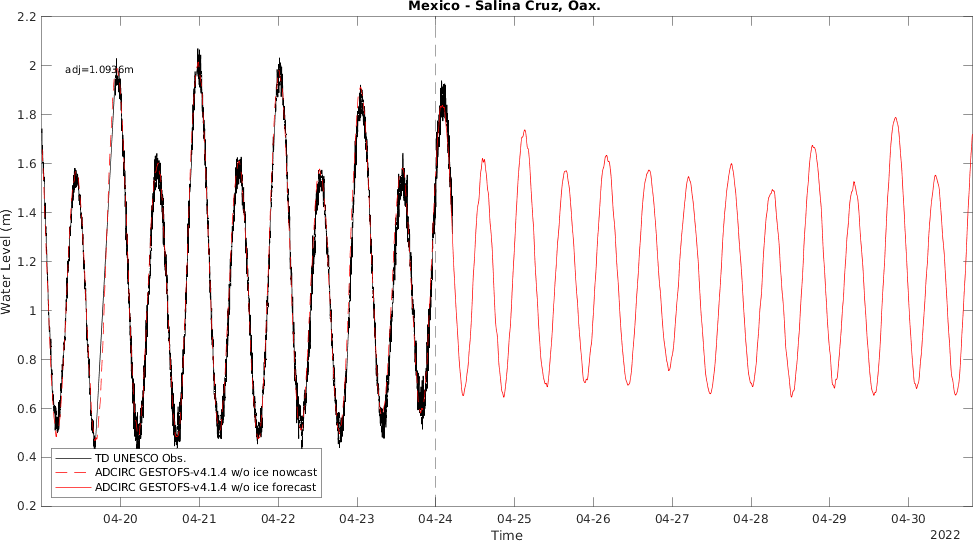 Mexico - Salina Cruz, Oax.
2.2
2
1.8
1.6
1.4
1.2
1
0.8
0.6
0.4
0.2
Water Level (m)
adj=1.0936m
TD UNESCO Obs.
ADCIRC GESTOFS-v4.1.4 w/o ice nowcast
ADCIRC GESTOFS-v4.1.4 w/o ice forecast
04-20 04-21 04-22 04-23 04-24 04-25 04-26 04-27 04-28 04-29 04-30
Time
2022